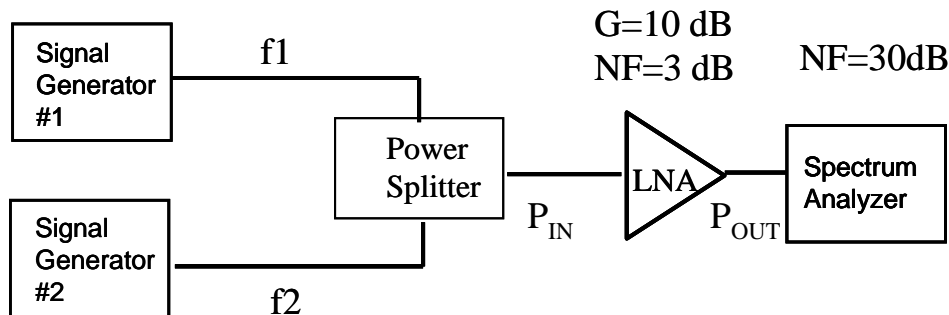 Signal
Generator
#1
f1
G=10 dB
NF=3 dB
NF=30dB
Power
Splitter
LNA
Spectrum
Analyzer
P_IN
P_OUT
Signal
Generator
#2
f2